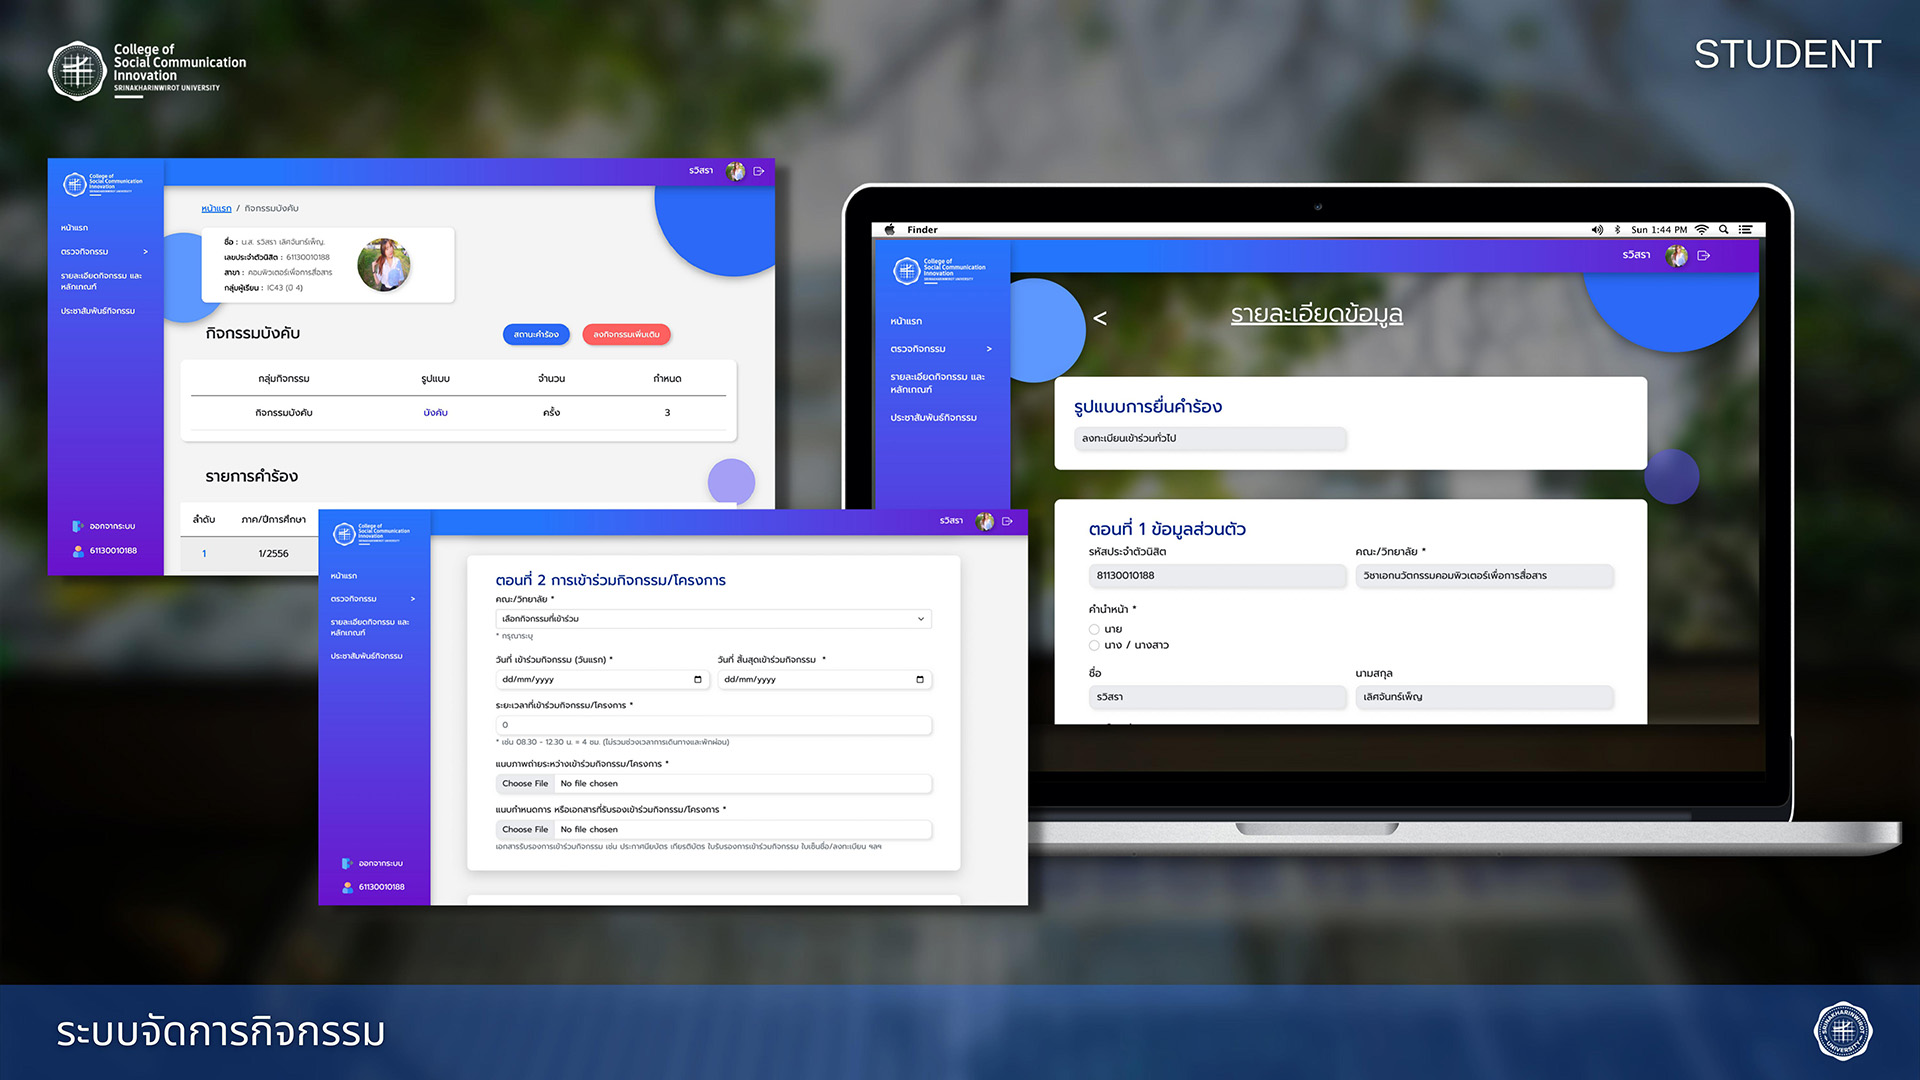 College of
Social Communication
Innovation
SRINAKHARINWIROT UNIVERSITY
STUDENT
College of
Social Communication
Innovation
รวิสรา
หน้าแรก
ตรวจกิจกรรม >
รายละเอียดกิจกรรม และ
หลักเกณฑ์
ประชาสัมพันธ์กิจกรรม
ออกจากระบบ
61130010188
หน้าแรก / กิจกรรมบังคับ
ชื่อ : น.ส. รวิสรา เลิศจันทร์เพ็ญ.
เลขประจำตัวนิสิต : 61130010188
สาขา : คอมพิวเตอร์เพื่อการสื่อสาร
กลุ่มผู้เรียน : IC43 (ปี 4)
กิจกรรมบังคับ
สถานะคำร้อง
ลงกิจกรรมเพิ่มเติม
กลุ่มกิจกรรม รูปแบบ จำนวน กำหนด
กิจกรรมบังคับ บังคับ ครั้ง 3
รายการคำร้อง
ลำดับ ภาค/ปีการศึกษา
1 1/2556
College of
Social Communication
Innovation
รวิสรา
หน้าแรก
ตรวจกิจกรรม >
รายละเอียดกิจกรรม และ
หลักเกณฑ์
ประชาสัมพันธ์กิจกรรม
ออกจากระบบ
61130010188
ตอนที่ 2 การเข้าร่วมกิจกรรม/โครงการ
คณะ/วิทยาลัย *
เลือกกิจกรรมที่เข้าร่วม
* กรุณาระบุ
วันที่ เข้าร่วมกิจกรรม (วันแรก) * วันที่ สิ้นสุดเข้าร่วมกิจกรรม *
dd/mm/yyyy dd/mm/yyyy
ระยะเวลาที่เข้าร่วมกิจกรรม/โครงการ *
0
* เช่น 08.30 - 12.30 น. = 4 ชม. (ไม่รวมช่วงเวลาการเดินทางและพักผ่อน)
แนบภาพถ่ายระหว่างเข้าร่วมกิจกรรม/โครงการ *
Choose File No file chosen
แนบกำหนดการ หรือเอกสารที่รับรองเข้าร่วมกิจกรรม/โครงการ *
Choose File No file chosen
เอกสารรับรองการเข้าร่วมกิจกรรม เช่น ประกาศนียบัตร เกียรติบัตร ใบรับรองการเข้าร่วมกิจกรรม ใบเซ็นชื่อ/ลงทะเบียน ฯลฯ
Finder
Sun 1:44 PM
College of
Social Communication
Innovation
SRINAKHARINWIROT UNIVERSITY
รวิสรา
หน้าแรก
ตรวจกิจกรรม >
รายละเอียดกิจกรรม และ
หลักเกณฑ์
ประชาสัมพันธ์กิจกรรม
< รายละเอียดข้อมูล
รูปแบบการยื่นคำร้อง
ลงทะเบียนเข้าร่วมทั่วไป
ตอนที่ 1 ข้อมูลส่วนตัว
รหัสประจำตัวนิสิต คณะ/วิทยาลัย *
81130010188 วิชาเอกนวัตกรรมคอมพิวเตอร์เพื่อการสื่อสาร
คำนำหน้า *
นาย
นาง / นางสาว
ชื่อ นามสกุล
รวิสรา เลิศจันทร์เพ็ญ
ระบบจัดการกิจกรรม
SRINAKHARINWIROT
UNIVERSITY